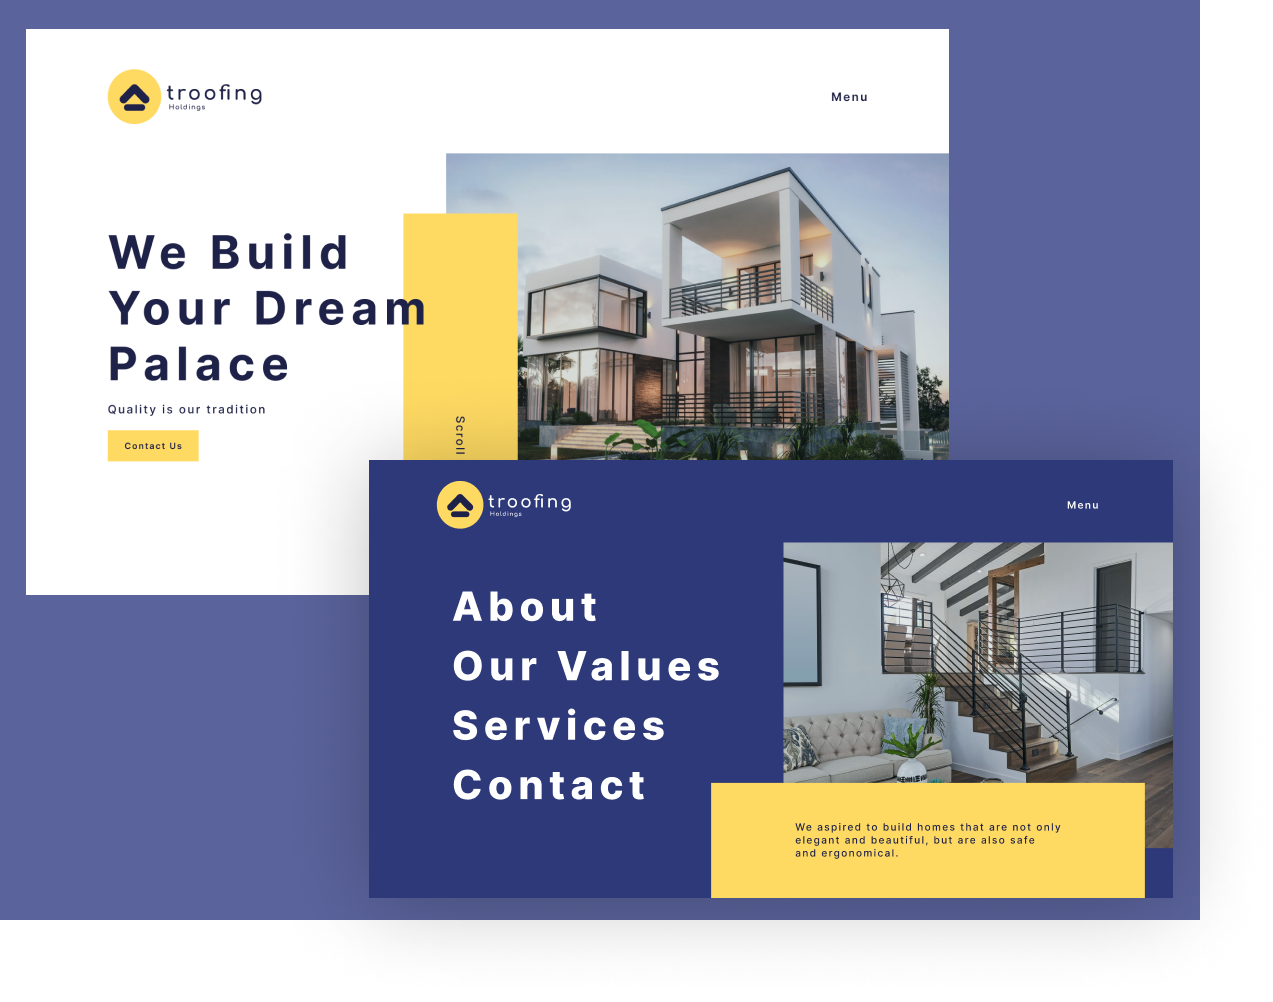 troofing
Holdings
Menu
We Build
Your Dream
Palace
Quality is our tradition
Contact Us
Scroll
troofing
Holdings
Menu
About
Our Values
Services
Contact
We aspired to build homes that are not only
elegant and beautiful, but are also safe
and ergonomical.